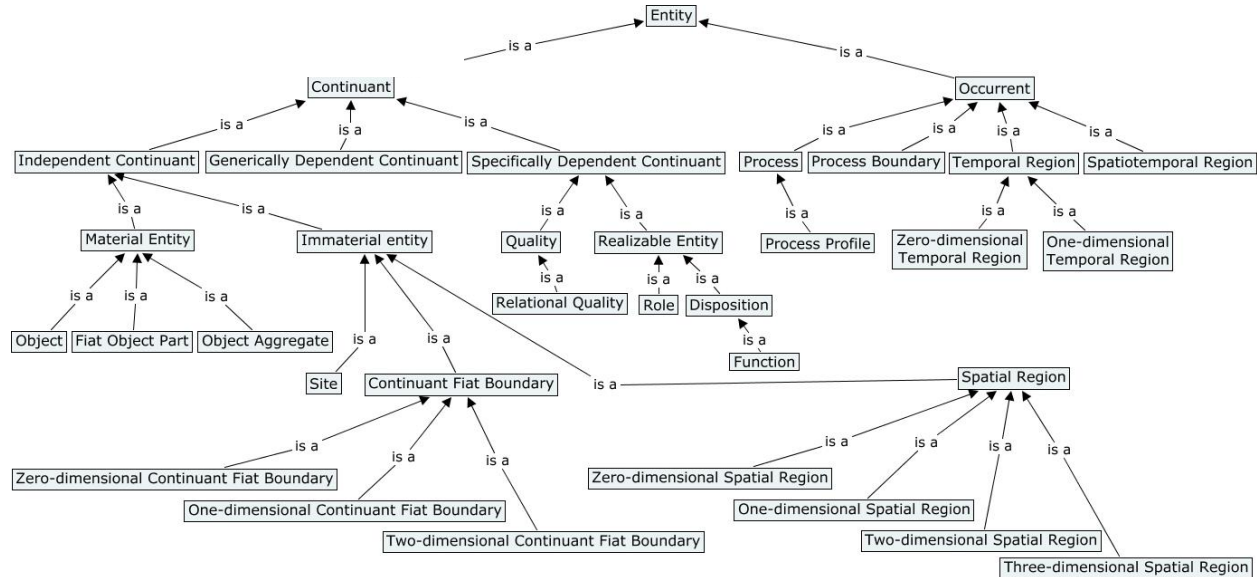 Entity
is a
is a
Continuant
Occurrent
is a
is a
is a
is a
is a
is a
is a
Independent Continuant
Generically Dependent Continuant
Specifically Dependent Continuant
Process
Process Boundary
Temporal Region
Spatiotemporal Region
is a
is a
is a
is a
is a
is a
is a
Material Entity
Immaterial entity
Quality
Realizable Entity
Process Profile
Zero-dimensional
Temporal Region
One-dimensional
Temporal Region
is a
is a
is a
is a
is a
is a
Relational Quality
Role
Disposition
Object
Fiat Object Part
Object Aggregate
is a
is a
is a
Function
Site
Continuant Fiat Boundary
is a
Spatial Region
is a
is a
is a
is a
is a
is a
is a
Zero-dimensional Continuant Fiat Boundary
Zero-dimensional Spatial Region
One-dimensional Continuant Fiat Boundary
One-dimensional Spatial Region
Two-dimensional Continuant Fiat Boundary
Two-dimensional Spatial Region
Three-dimensional Spatial Region